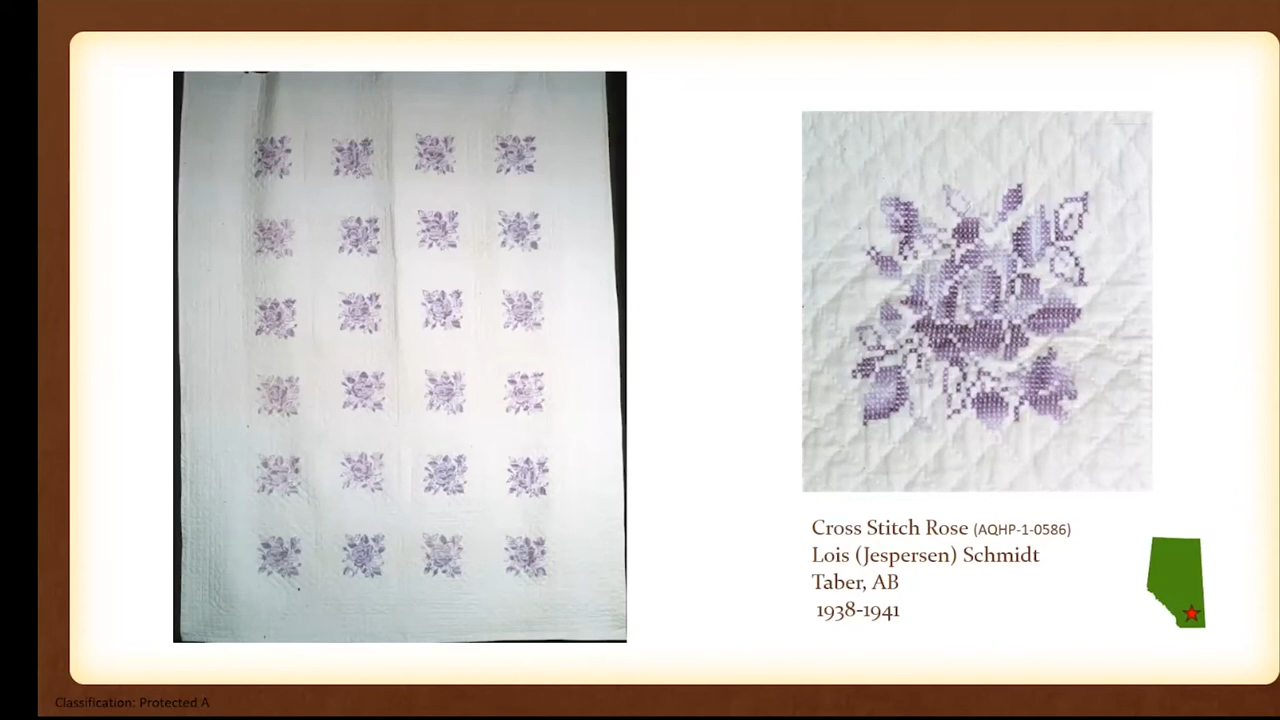 Cross Stitch Rose (AQHP-1-0586)
Lois (Jespersen) Schmidt
Taber, AB
1938-1941
Classification: Protected A